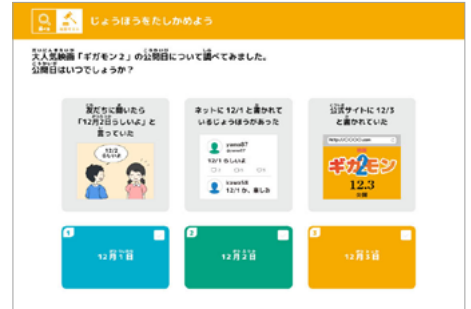 じょうほうをたしかめよう
大人気映画「ギガモン2」の公開日について調べてみました。
公開日はいつでしょうか？
友だちに聞いたら
「12月2日らしいよ」と
言っていた
12/2
らしいよ
ネットに 12/1 と書かれて
いるじょうほうがあった
12/1 らしいよ
12/1 か、楽しみ
公式サイトに 12/3
と書かれていた
ギガモン
2
12.3
公開
1
12月1日
2
12月2日
3
12月3日